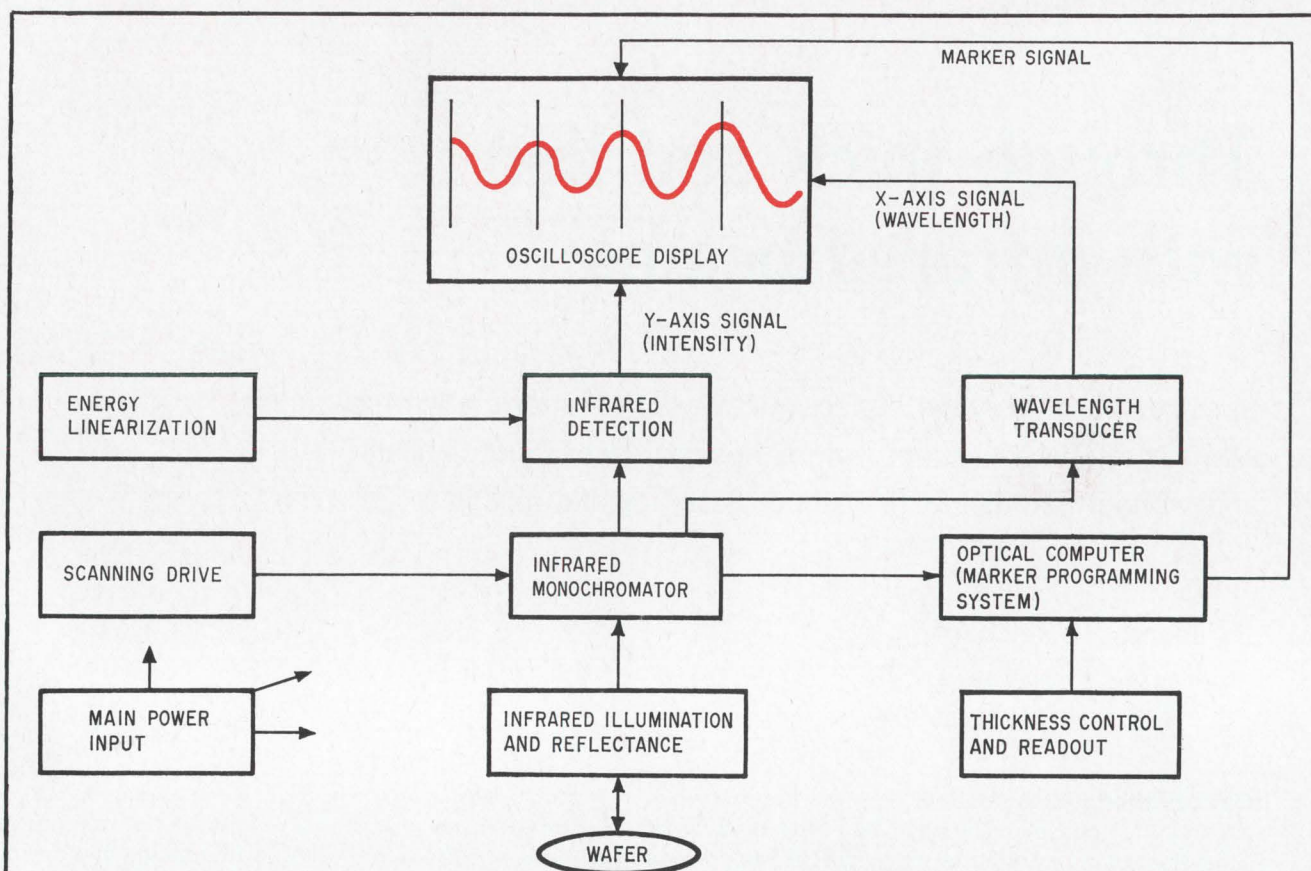 MARKER SIGNAL
X-AXIS SIGNAL
(WAVELENGTH)
OSCILLOSCOPE DISPLAY
Y-AXIS SIGNAL
(INTENSITY)
ENERGY
LINEARIZATION
INFRARED
DETECTION
WAVELENGTH
TRANSDUCER
SCANNING DRIVE
INFRARED
MONOCHROMATOR
OPTICAL COMPUTER
(MARKER PROGRAMMING
SYSTEM)
MAIN POWER
INPUT
INFRARED ILLUMINATION
AND REFLECTANCE
THICKNESS CONTROL
AND READOUT
WAFER